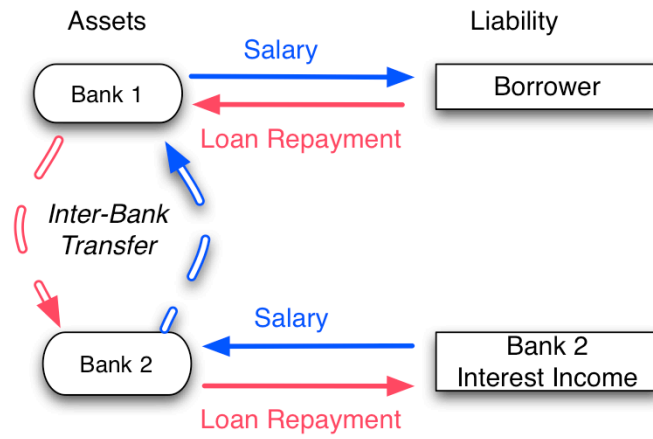 Assets
Liability
Salary
Bank 1
Borrower
Loan Repayment
Inter-Bank
Transfer
Salary
Bank 2
Bank 2
Interest Income
Loan Repayment